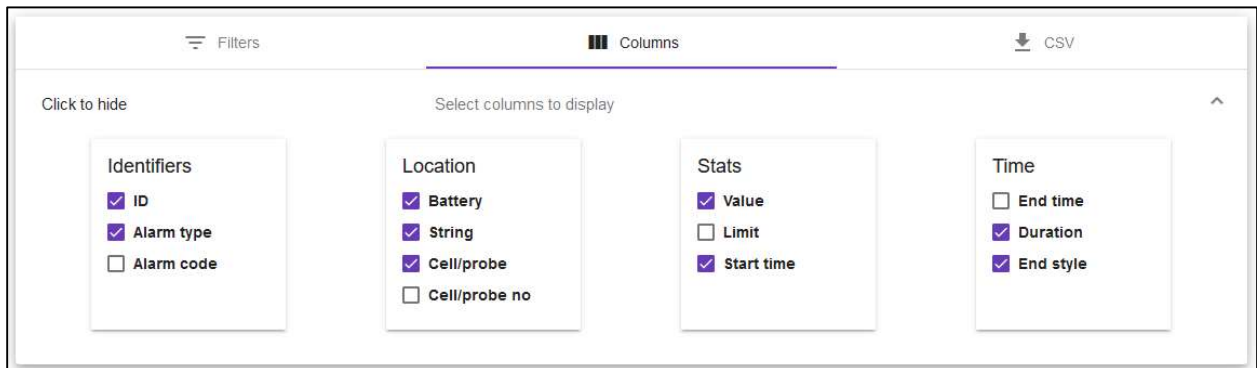 Filters
Columns
CSV
Click to hide
Select columns to display
Identifiers
ID
Alarm type
Alarm code
Location
Battery
String
Cell/probe
Cell/probe no
Stats
Value
Limit
Start time
Time
End time
Duration
End style